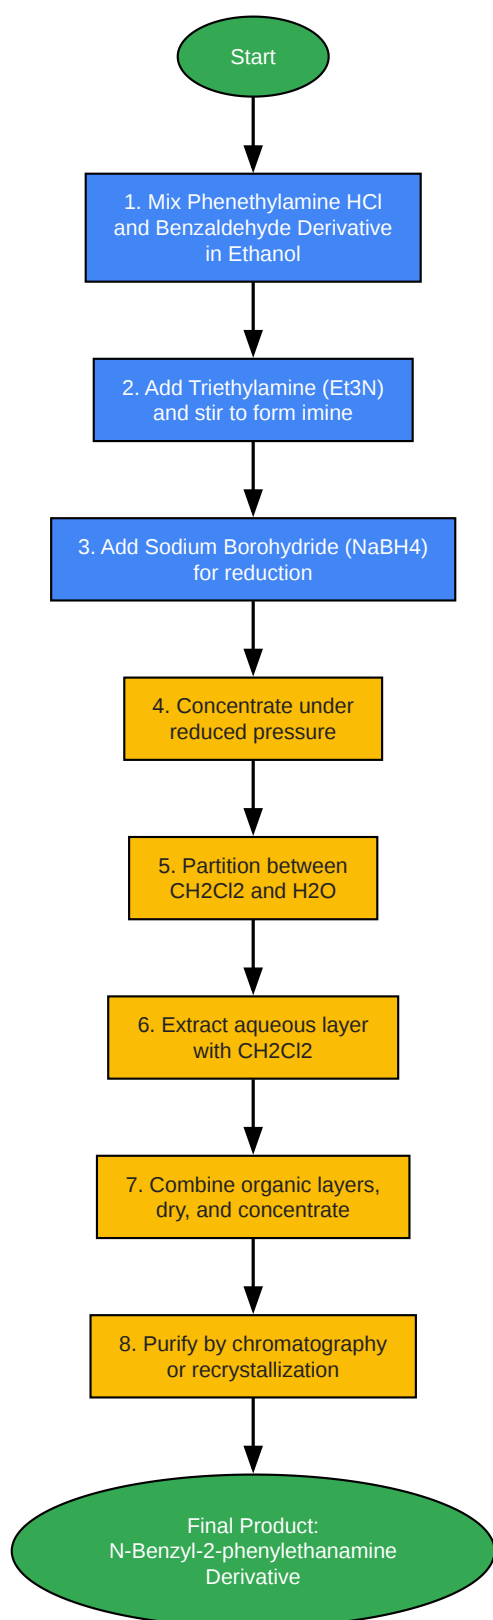 Start
1. Mix Phenethylamine HCl
and Benzaldehyde Derivative
in Ethanol
2. Add Triethylamine (Et3N)
and stir to form imine
3. Add Sodium Borohydride (NaBH4)
for reduction
4. Concentrate under
reduced pressure
5. Partition between
CH2Cl2 and H2O
6. Extract aqueous layer
with CH2Cl2
7. Combine organic layers,
dry, and concentrate
8. Purify by chromatography
or recrystallization
Final Product:
N-Benzyl-2-phenylethanamine
Derivative